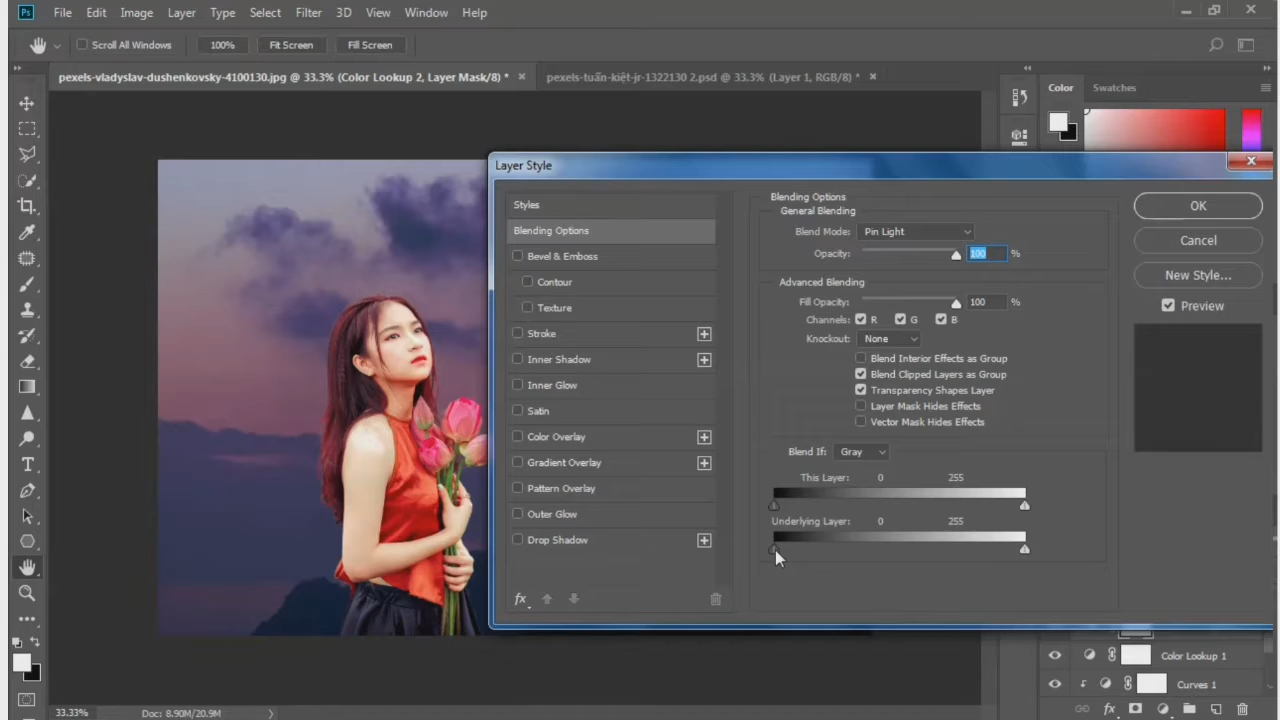 Ps File Edit Image Layer Type Select Filter 3D View Window Help
Scroll All Windows 100% Fit Screen Fill Screen
pexels-vladyslav-dushenkovsky-4100130.jpg @ 33.3% (Color Lookup 2, Layer Mask/8) * pexels-tuấn-kiệt-jr-1322130 2.psd @ 33.3% (Layer 1, RGB/8) *
Color Swatches
Layer Style
Styles
Blending Options
Bevel & Emboss
Contour
Texture
Stroke
Inner Shadow
Inner Glow
Satin
Color Overlay
Gradient Overlay
Pattern Overlay
Outer Glow
Drop Shadow
fx
Blending Options
General Blending
Blend Mode: Pin Light
Opacity: 100 %
Advanced Blending
Fill Opacity: 100 %
Channels: R G B
Knockout: None
Blend Interior Effects as Group
Blend Clipped Layers as Group
Transparency Shapes Layer
Layer Mask Hides Effects
Vector Mask Hides Effects
Blend If: Gray
This Layer: 0 255
Underlying Layer: 0 255
OK
Cancel
New Style...
Preview
Color Lookup 1
Curves 1
fx
33.33% Doc: 8.90M/20.9M